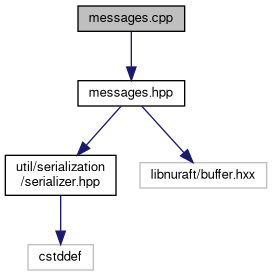 messages.cpp
messages.hpp
util/serialization
/serializer.hpp
libnuraft/buffer.hxx
cstddef